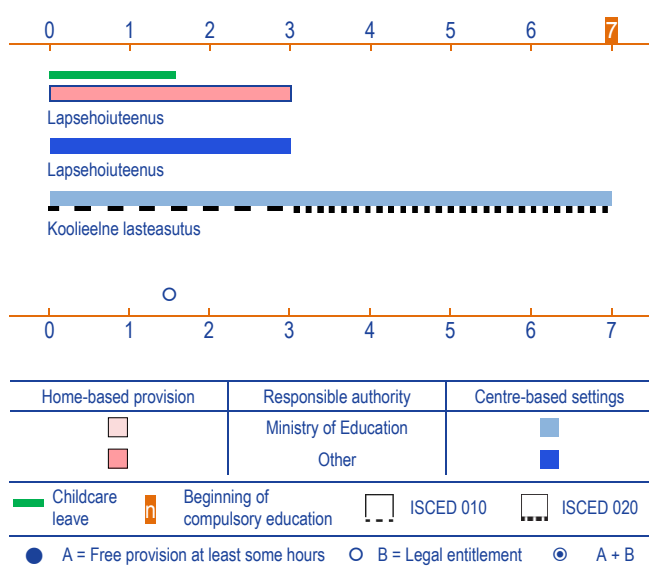 0 1 2 3 4 5 6 7
Lapsehoiuteenus
Lapsehoiuteenus
Koolieelne lasteasutus
0 1 2 3 4 5 6 7
Home-based provision Responsible authority Centre-based settings
Ministry of Education
Other
Childcare leave
n Beginning of compulsory education
ISCED 010
ISCED 020
A = Free provision at least some hours B = Legal entitlement A + B